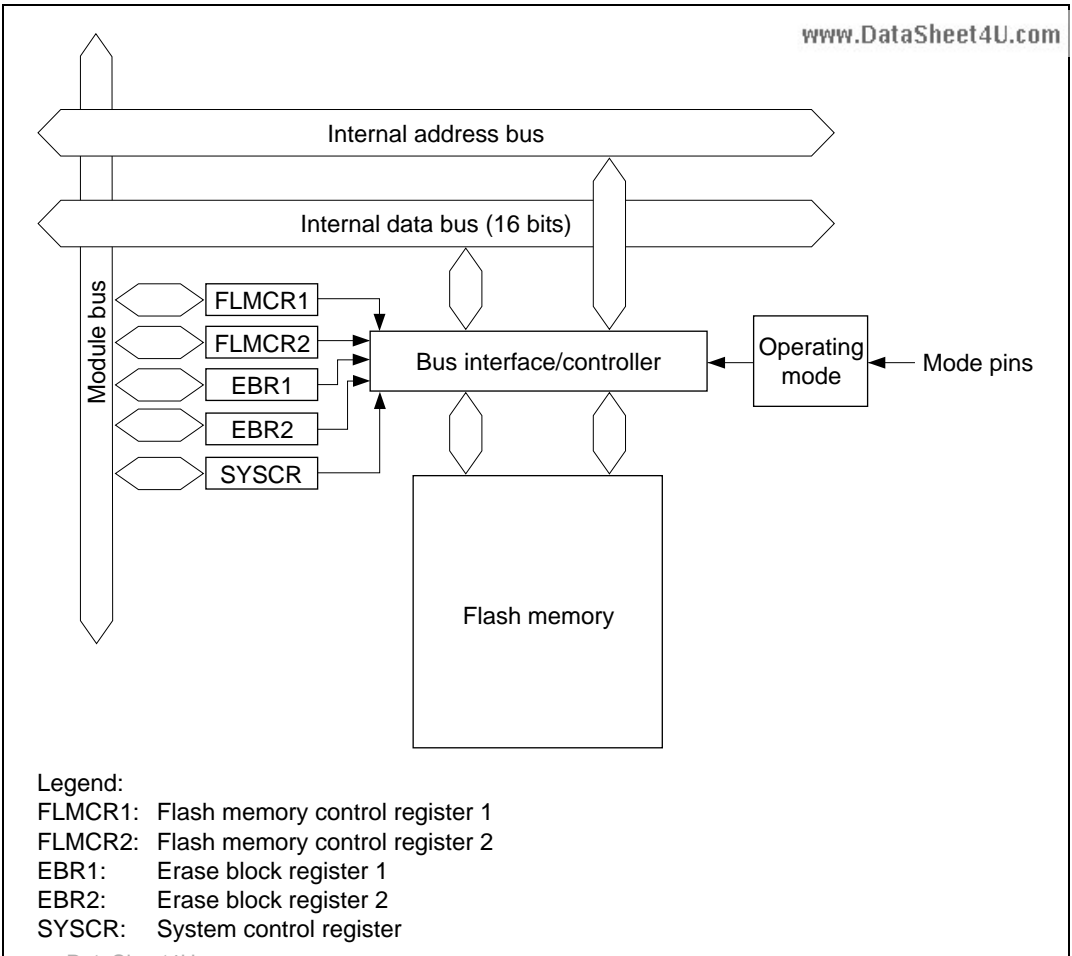 www.DataSheet4U.com
Internal address bus
Internal data bus (16 bits)
Module bus
FLMCR1
FLMCR2
EBR1
EBR2
SYSCR
Bus interface/controller
Operating
mode
Mode pins
Flash memory
Legend:
FLMCR1: Flash memory control register 1
FLMCR2: Flash memory control register 2
EBR1: Erase block register 1
EBR2: Erase block register 2
SYSCR: System control register